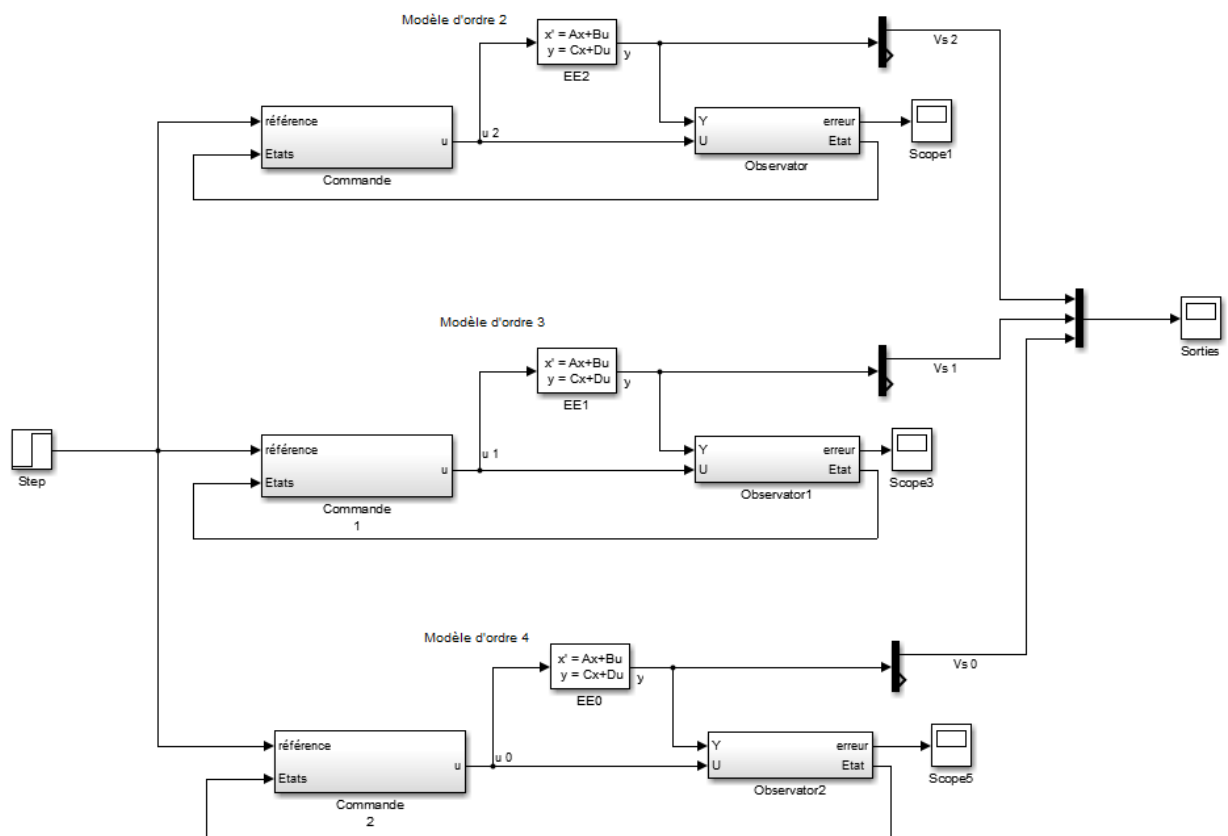 Modèle d'ordre 2
x' = Ax+Bu
y = Cx+Du
y
EE2
Vs 2
référence
Etats
u
Commande
u 2
Y
U
erreur
Etat
Observator
Scope1
Modèle d'ordre 3
x' = Ax+Bu
y = Cx+Du
y
EE1
Vs 1
Sorties
Step
référence
Etats
u
Commande
1
u 1
Y
U
erreur
Etat
Observator1
Scope3
Modèle d'ordre 4
x' = Ax+Bu
y = Cx+Du
y
EE0
Vs 0
référence
Etats
u
Commande
2
u 0
Y
U
erreur
Etat
Observator2
Scope5